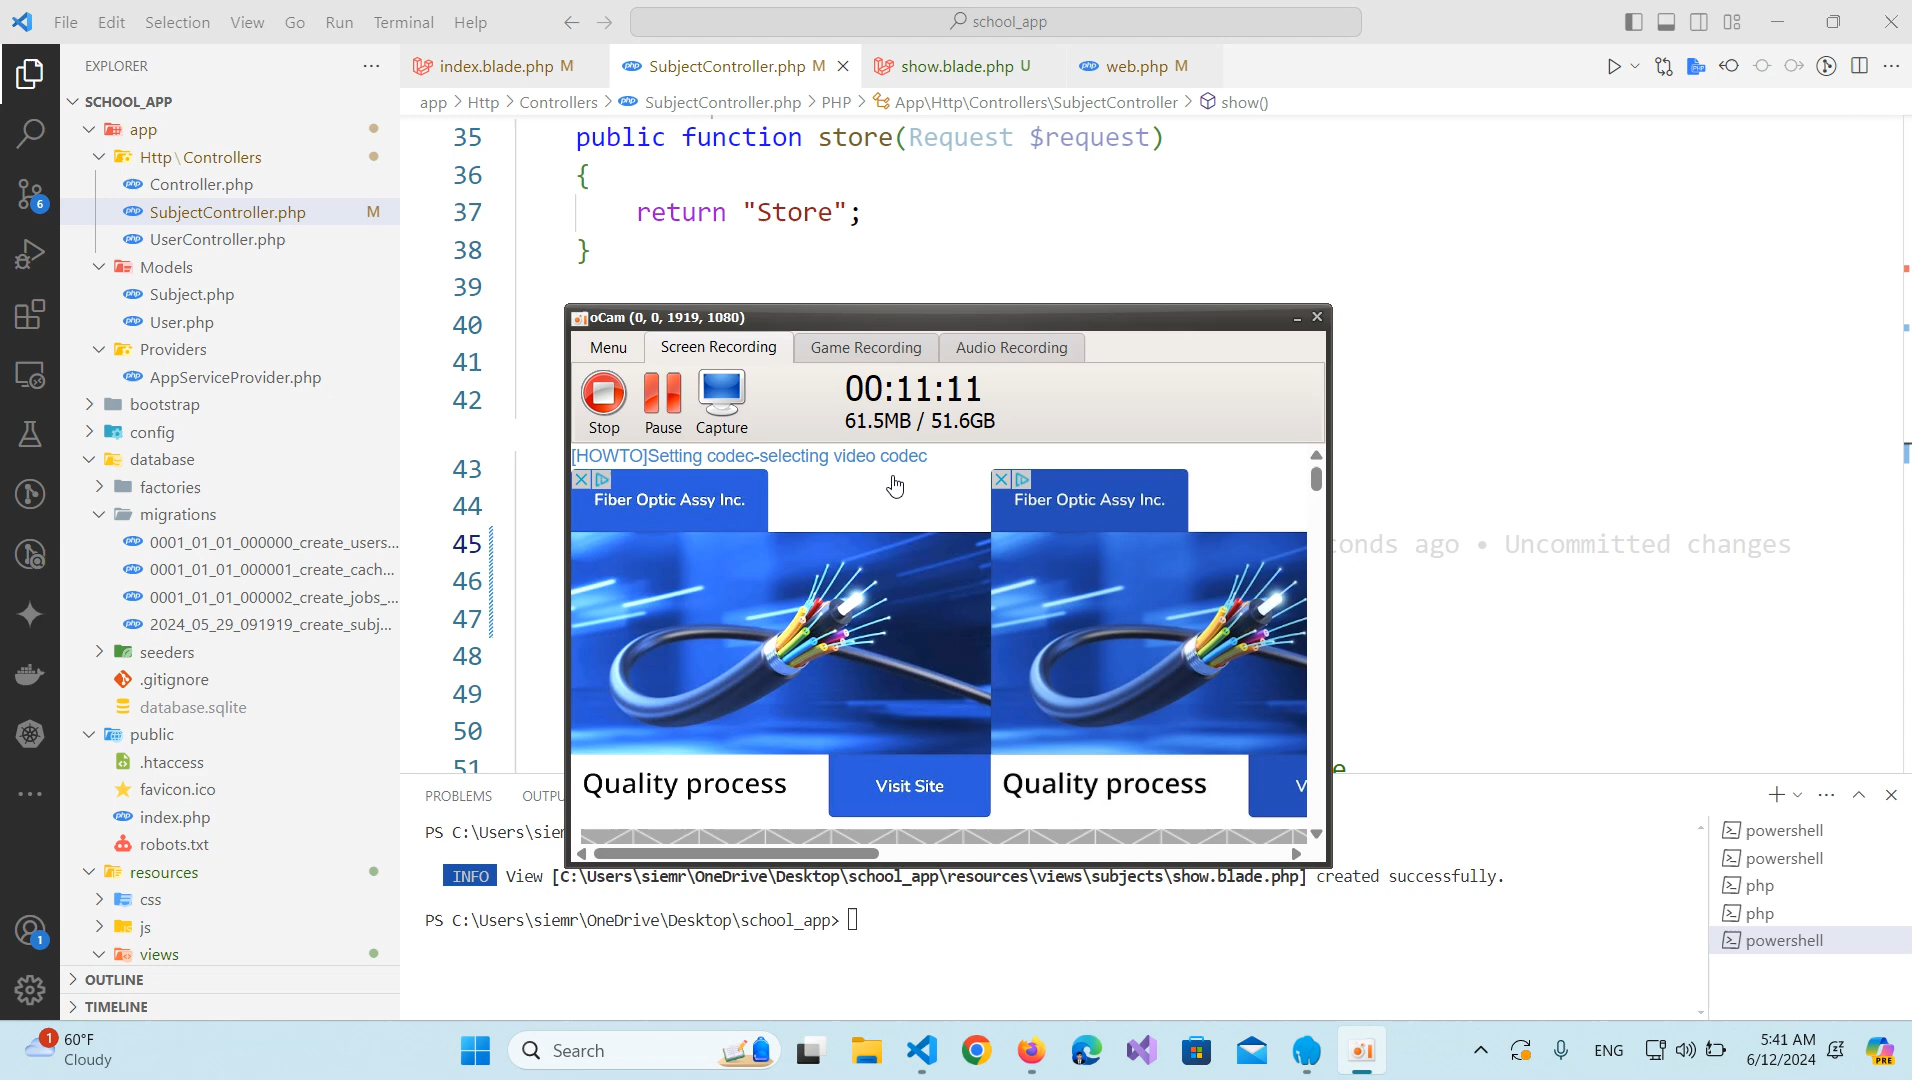 File Edit Selection View Go Run Terminal Help
school_app
EXPLORER
SCHOOL_APP
app
Http\Controllers
Controller.php
SubjectController.php M
UserController.php
Models
Subject.php
User.php
Providers
AppServiceProvider.php
bootstrap
config
database
factories
migrations
0001_01_01_000000_create_users...
0001_01_01_000001_create_cach...
0001_01_01_000002_create_jobs_...
2024_05_29_091919_create_subj...
seeders
.gitignore
database.sqlite
public
.htaccess
favicon.ico
index.php
robots.txt
resources
css
js
views
OUTLINE
TIMELINE
6
1
index.blade.php M
SubjectController.php M
show.blade.php U
web.php M
app > Http > Controllers > SubjectController.php > PHP > App\Http\Controllers\SubjectController > show()
35 public function store(Request $request)
36 {
37 return "Store";
38 }
39
40
41
42
43
44
45 conds ago • Uncommitted changes
46
47
48
49
50
51
oCam (0, 0, 1919, 1080)
Menu Screen Recording Game Recording Audio Recording
Stop Pause Capture
00:11:11
61.5MB / 51.6GB
[HOWTO]Setting codec-selecting video codec
Fiber Optic Assy Inc.
Fiber Optic Assy Inc.
Quality process
Visit Site
Quality process
V
PROBLEMS OUTPU
PS C:\Users\sier
INFO View [C:\Users\siemr\OneDrive\Desktop\school_app\resources\views\subjects\show.blade.php] created successfully.
PS C:\Users\siemr\OneDrive\Desktop\school_app>
powershell
powershell
php
php
powershell
1
60°F
Cloudy
Search
ENG
5:41 AM
6/12/2024
PRE